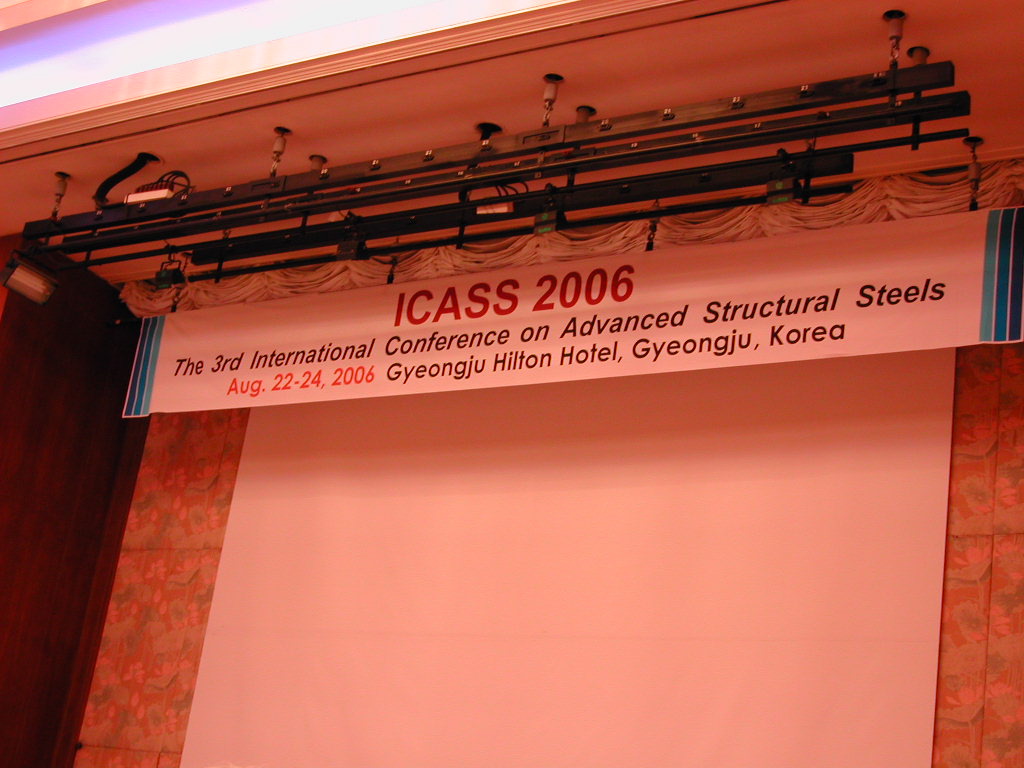 ICASS 2006
The 3rd International Conference on Advanced Structural Steels
Aug. 22-24, 2006 Gyeongju Hilton Hotel, Gyeongju, Korea